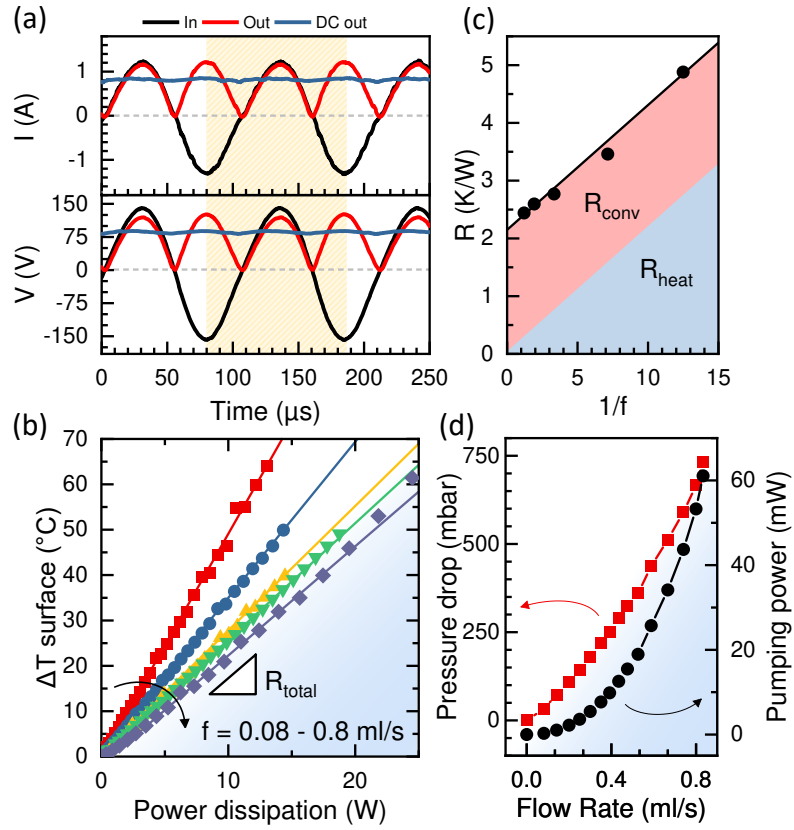 (a)
In Out DC out
1
0
-1
I (A)
150
75
0
-75
-150
V (V)
0 50 100 150 200 250
Time (µs)
(c)
5
4
3
2
1
0
R (K/W)
R_conv
R_heat
0 5 10 15
1/f
(b)
70
60
50
40
30
20
10
0
ΔT surface (°C)
R_total
f = 0.08 - 0.8 ml/s
0 10 20
Power dissipation (W)
(d)
750
500
250
0
Pressure drop (mbar)
60
40
20
0
Pumping power (mW)
0.0 0.4 0.8
Flow Rate (ml/s)